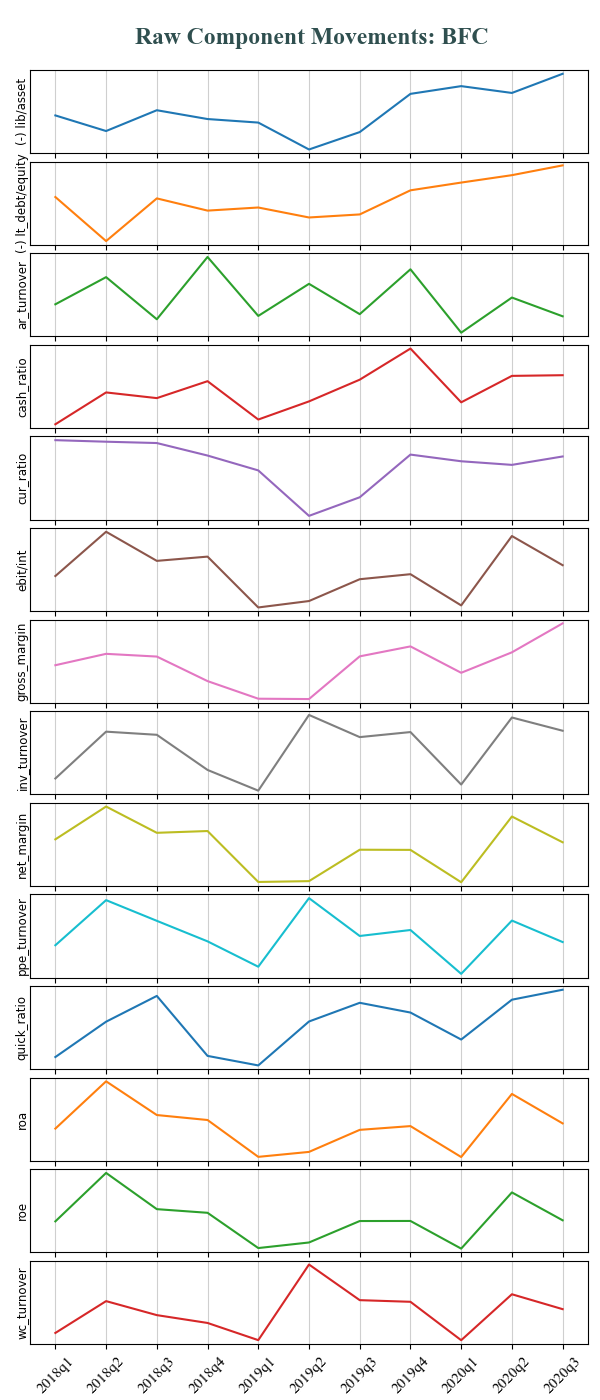 Raw Component Movements: BFC
(-) lib/asset
(-) lt_debt/equity
ar_turnover
cash_ratio
cur_ratio
ebit/int
gross_margin
inv_turnover
net_margin
ppe_turnover
quick_ratio
roa
roe
wc_turnover
2018q1 2018q2 2018q3 2018q4 2019q1 2019q2 2019q3 2019q4 2020q1 2020q2 2020q3